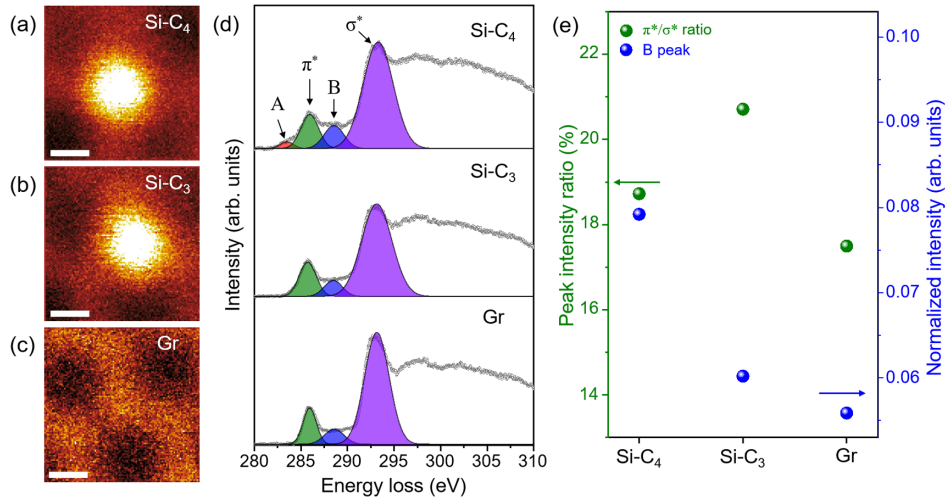 (a)
Si-C₄
(b)
Si-C₃
(c)
Gr
(d)
Si-C₄
σ*
π*
A
B
Si-C₃
Gr
Intensity (arb. units)
280 285 290 295 300 305 310
Energy loss (eV)
(e)
π*/σ* ratio
B peak
22
20
18
16
14
Peak intensity ratio (%)
0.10
0.09
0.08
0.07
0.06
Normalized intensity (arb. units)
Si-C₄ Si-C₃ Gr